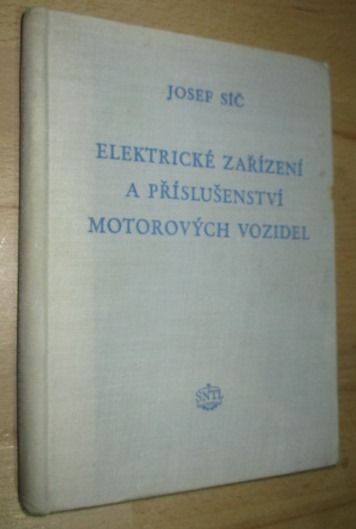 JOSEF SÍČ
ELEKTRICKÉ ZAŘÍZENÍ
A PŘÍSLUŠENSTVÍ
MOTOROVÝCH VOZIDEL
SNTL